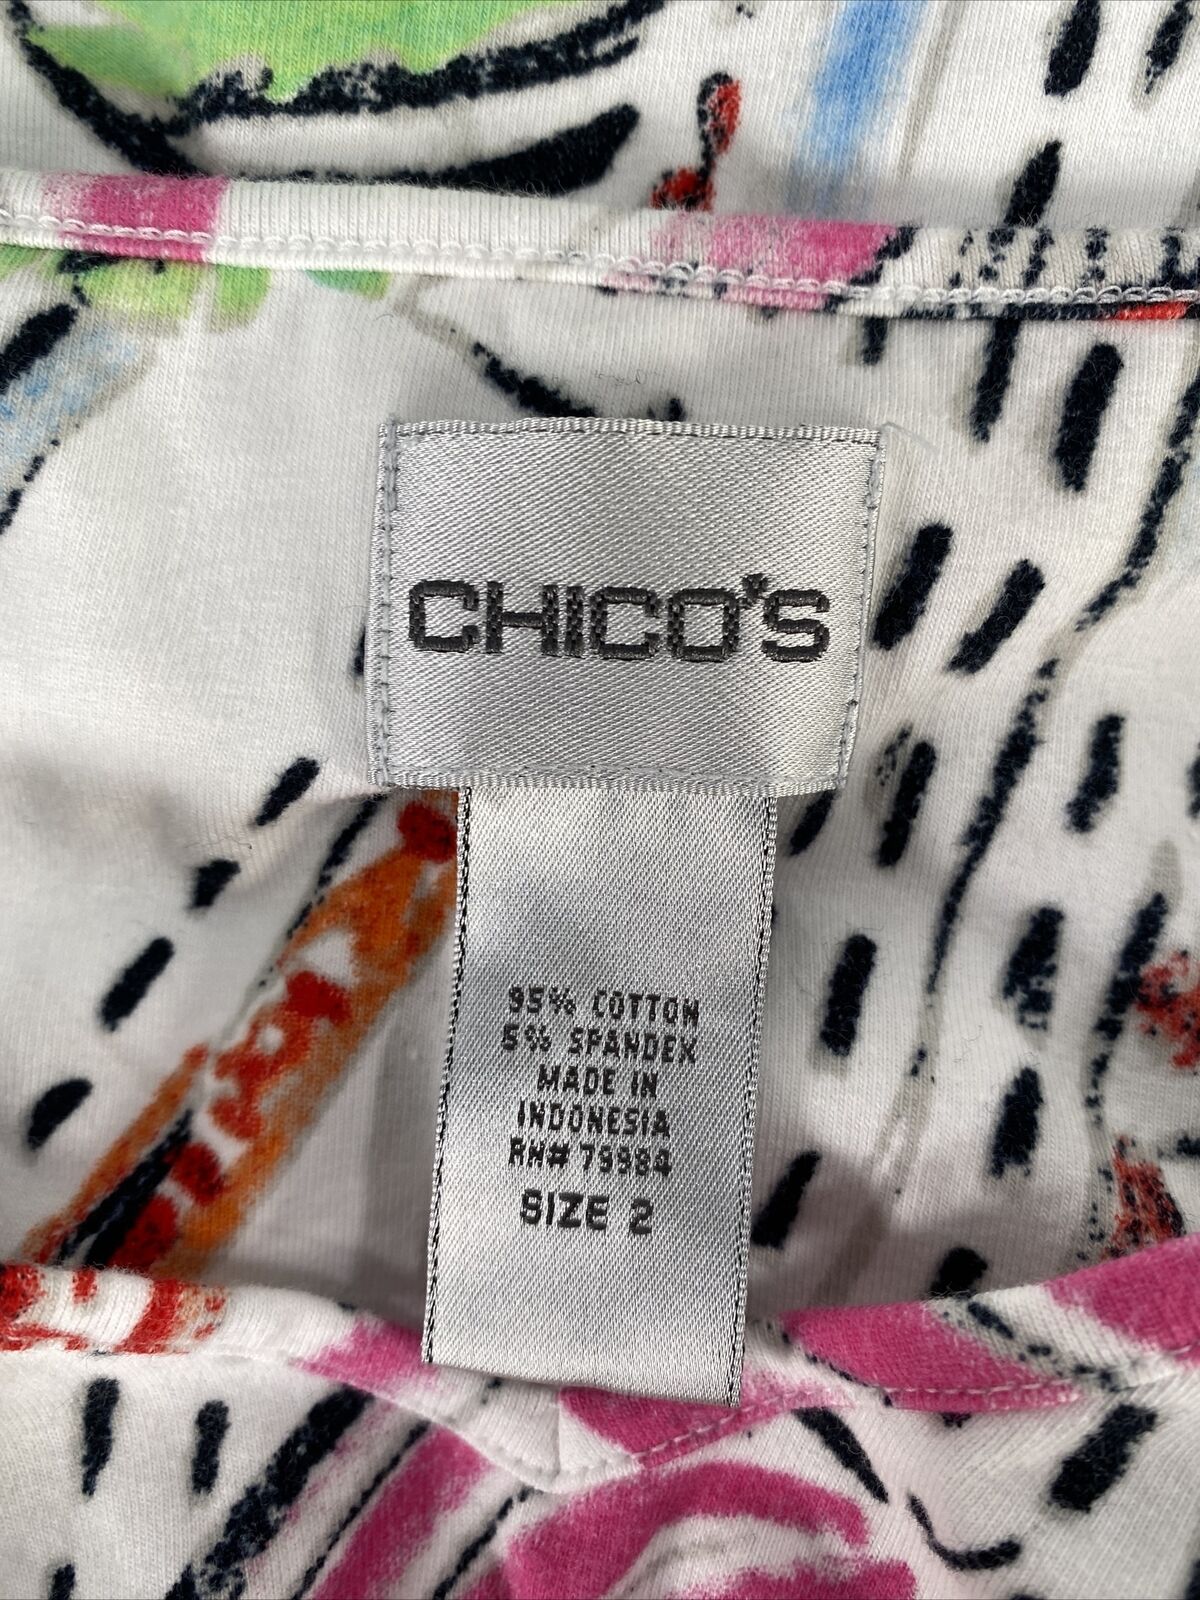 CHICO'S
95% COTTON
5% SPANDEX
MADE IN
INDONESIA
RN# 79984
SIZE 2